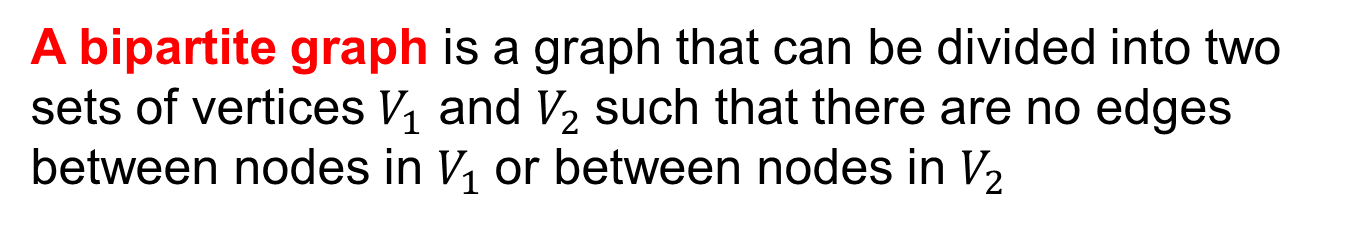 A bipartite graph is a graph that can be divided into two
sets of vertices V₁ and V₂ such that there are no edges
between nodes in V₁ or between nodes in V₂